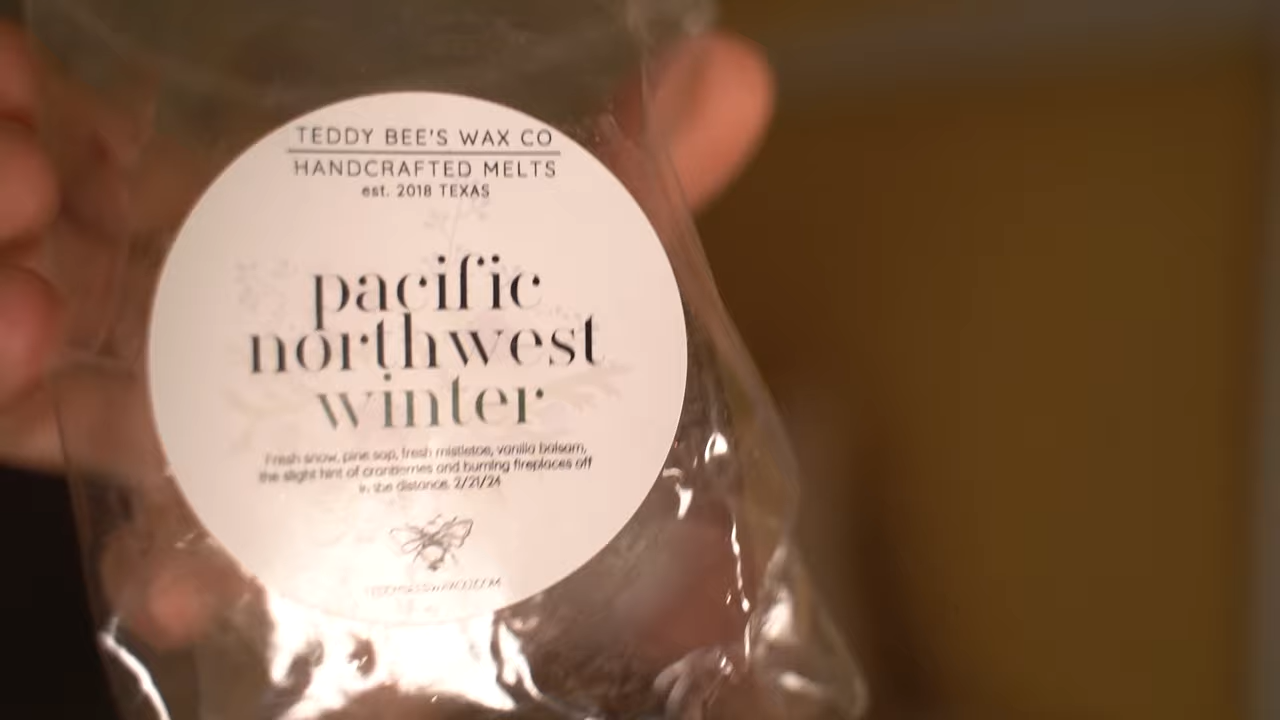 TEDDY BEE'S WAX CO
HANDCRAFTED MELTS
est. 2018 TEXAS
pacific
northwest
winter
Fresh snow, pine sap, fresh mistletoe, vanilla balsam,
the slight hint of cranberries and burning fireplaces off
in the distance. 2/21/24